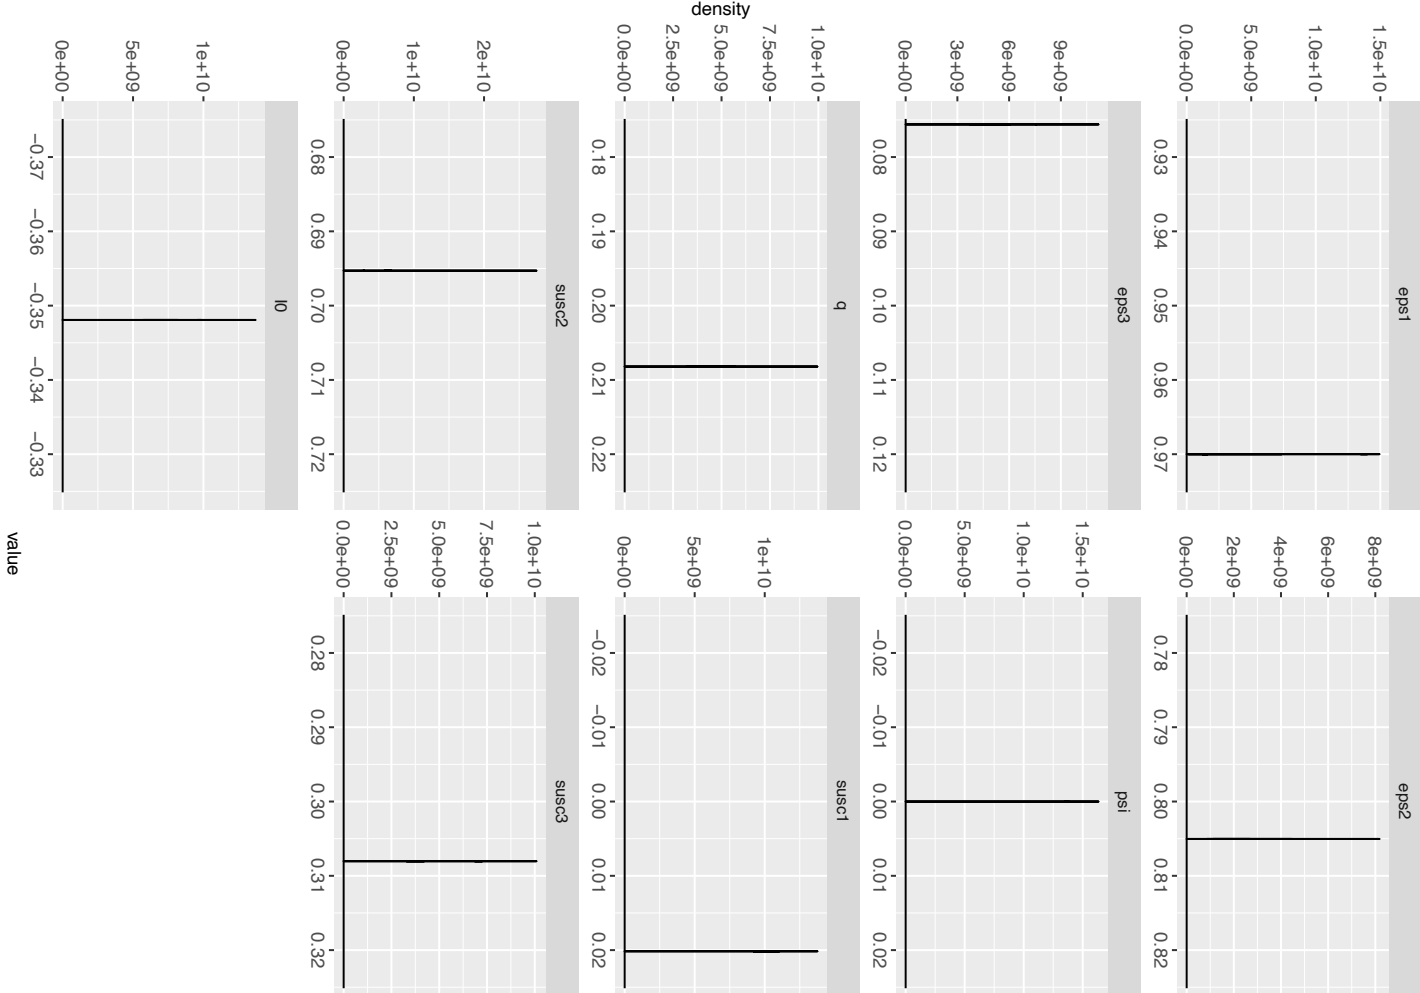 eps1
eps2
1.5e+10
1.0e+10
5.0e+09
0.0e+00
8e+09
6e+09
4e+09
2e+09
0e+00
0.93 0.94 0.95 0.96 0.97
0.78 0.79 0.80 0.81 0.82
eps3
psi
9e+09
6e+09
3e+09
0e+00
1.5e+10
1.0e+10
5.0e+09
0.0e+00
0.08 0.09 0.10 0.11 0.12
−0.02 −0.01 0.00 0.01 0.02
density
q
susc1
1.0e+10
7.5e+09
5.0e+09
2.5e+09
0.0e+00
1e+10
5e+09
0e+00
0.18 0.19 0.20 0.21 0.22
−0.02 −0.01 0.00 0.01 0.02
susc2
susc3
2e+10
1e+10
0e+00
1.0e+10
7.5e+09
5.0e+09
2.5e+09
0.0e+00
0.68 0.69 0.70 0.71 0.72
0.28 0.29 0.30 0.31 0.32
I0
1e+10
5e+09
0e+00
−0.37 −0.36 −0.35 −0.34 −0.33
value